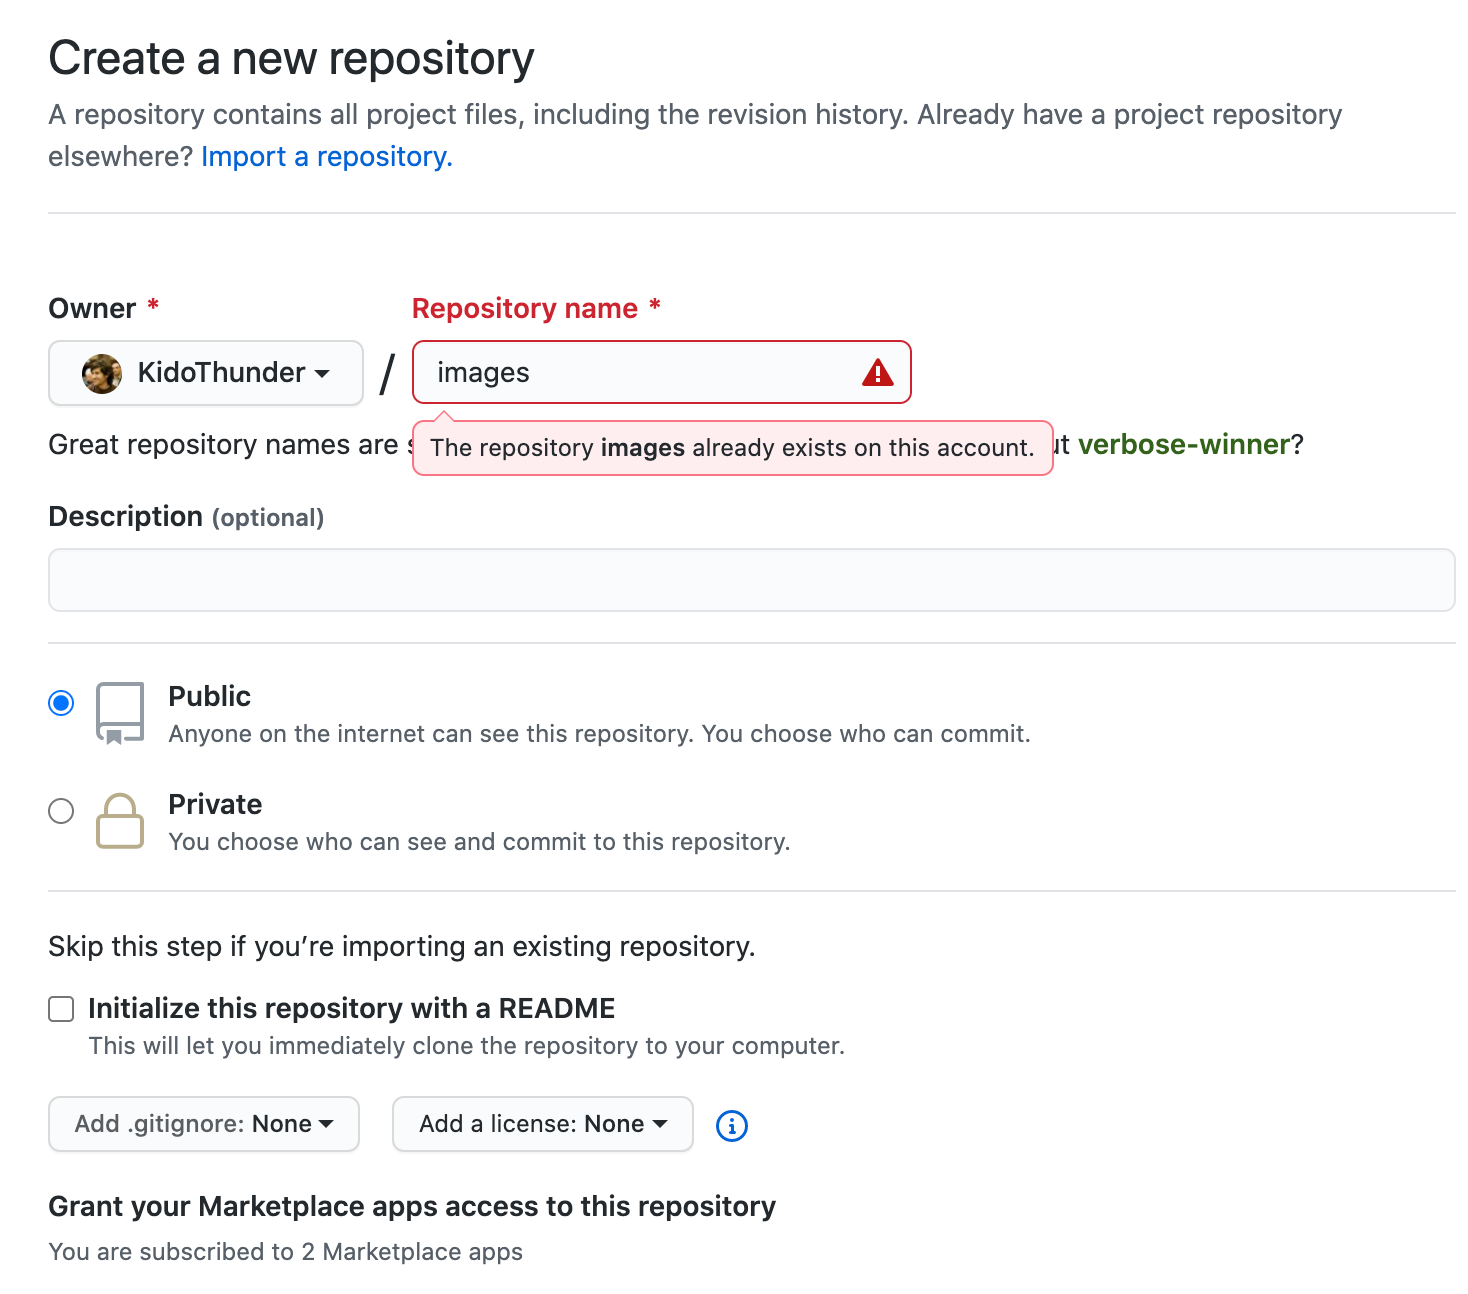 Create a new repository
A repository contains all project files, including the revision history. Already have a project repository
elsewhere? Import a repository.
Owner *
Repository name *
KidoThunder
/
images
Great repository names are
The repository images already exists on this account.
verbose-winner?
Description (optional)
Public
Anyone on the internet can see this repository. You choose who can commit.
Private
You choose who can see and commit to this repository.
Skip this step if you’re importing an existing repository.
Initialize this repository with a README
This will let you immediately clone the repository to your computer.
Add .gitignore: None
Add a license: None
Grant your Marketplace apps access to this repository
You are subscribed to 2 Marketplace apps